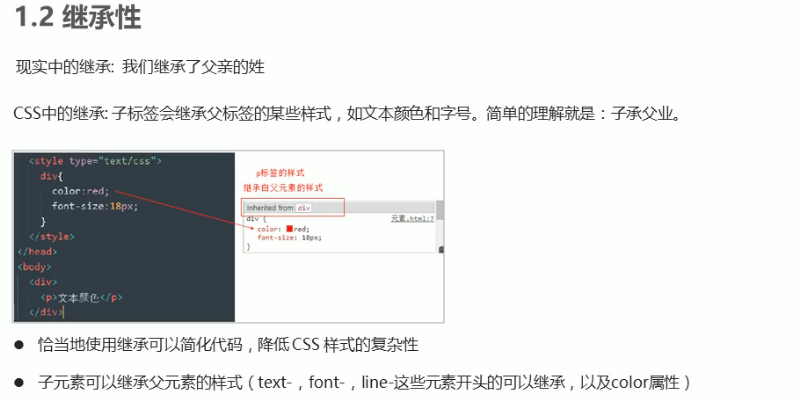 1.2 继承性
现实中的继承: 我们继承了父亲的姓
CSS中的继承: 子标签会继承父标签的某些样式，如文本颜色和字号。简单的理解就是：子承父业。
<style type="text/css">
div{
color:red;
font-size:18px;
}
</style>
</head>
<body>
<div>
<p>文本颜色</p>
</div>
p标签的样式
继承自父元素的样式
Inherited from div
div {
元素.html:7
color: red;
font-size: 18px;
}
● 恰当地使用继承可以简化代码，降低 CSS 样式的复杂性
● 子元素可以继承父元素的样式（text-，font-，line-这些元素开头的可以继承，以及color属性）